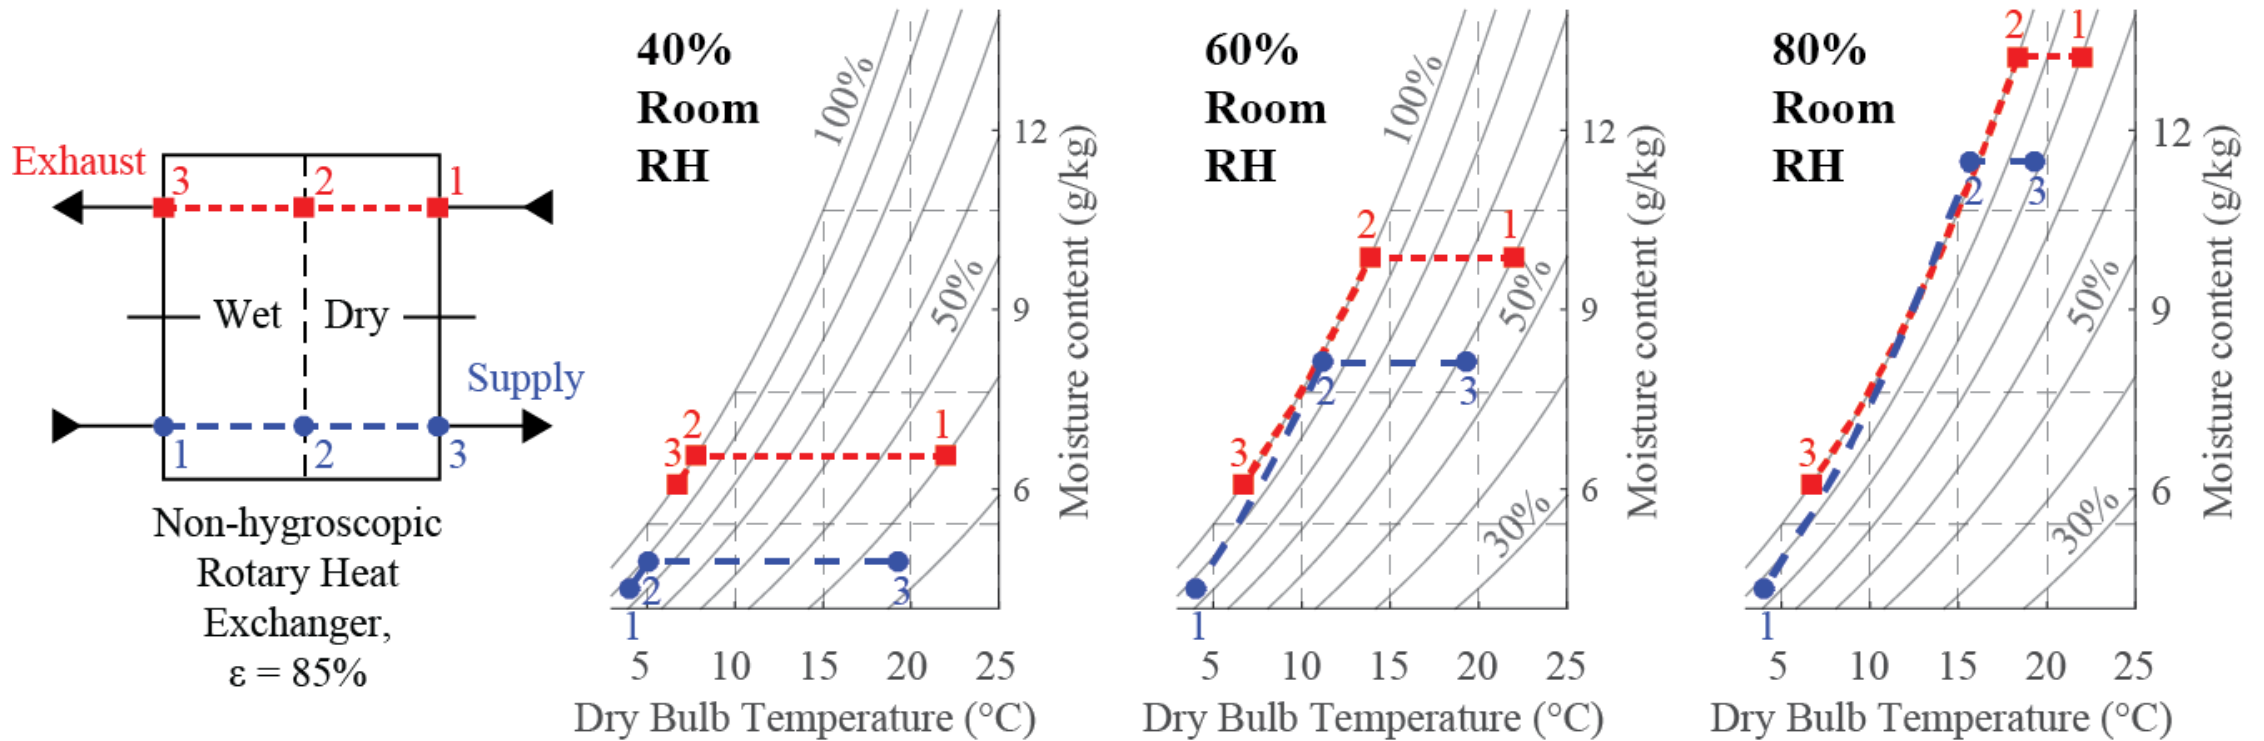 Exhaust
3
2
1
Wet
Dry
Supply
1
2
3
Non-hygroscopic
Rotary Heat
Exchanger,
ε = 85%
40%
Room
RH
100%
50%
12
9
6
2
3
1
2
3
1
5 10 15 20 25
Dry Bulb Temperature (°C)
Moisture content (g/kg)
60%
Room
RH
100%
50%
30%
12
9
6
2
1
2
3
3
1
5 10 15 20 25
Dry Bulb Temperature (°C)
Moisture content (g/kg)
80%
Room
RH
50%
30%
12
9
6
2
1
2
3
3
1
5 10 15 20 25
Dry Bulb Temperature (°C)
Moisture content (g/kg)